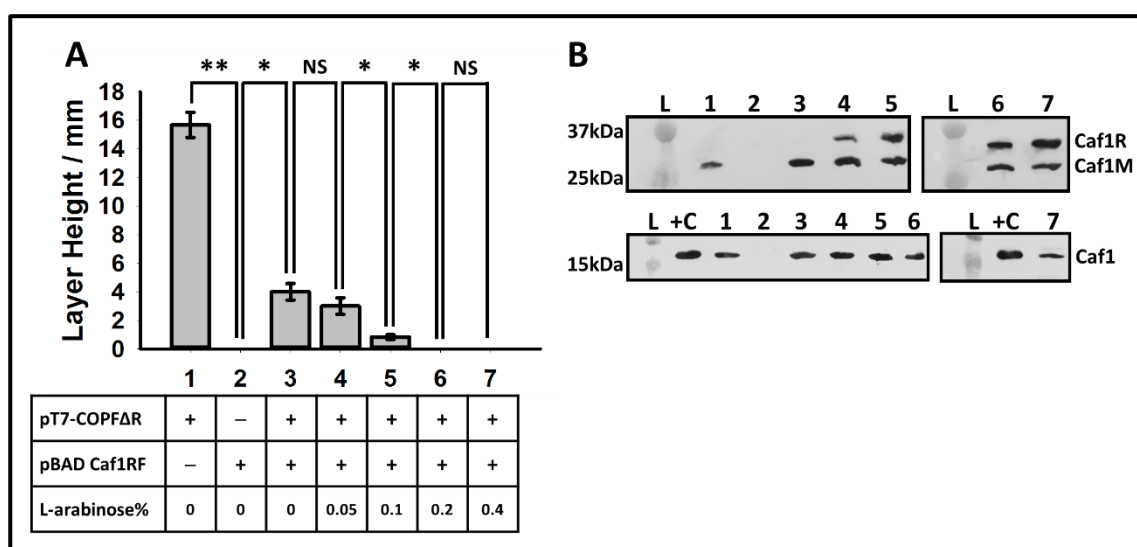 A
** * NS * * NS
Layer Height / mm
18
16
14
12
10
8
6
4
2
0
1 2 3 4 5 6 7
pT7-COPFΔR + – + + + + +
pBAD Caf1RF – + + + + + +
L-arabinose% 0 0 0 0.05 0.1 0.2 0.4
B
L 1 2 3 4 5 L 6 7
37kDa Caf1R
25kDa Caf1M
L +C 1 2 3 4 5 6 L +C 7
15kDa Caf1